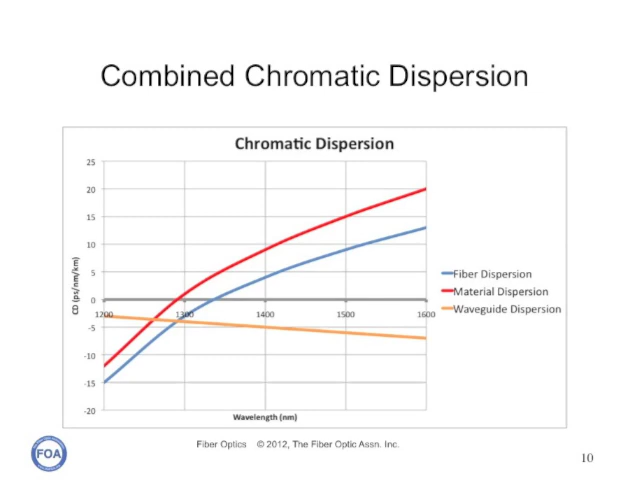 Combined Chromatic Dispersion
Chromatic Dispersion
25
20
15
10
5
0
-5
-10
-15
-20
CD (ps/nm/km)
1200 1300 1400 1500 1600
Wavelength (nm)
Fiber Dispersion
Material Dispersion
Waveguide Dispersion
FOA
Fiber Optics © 2012, The Fiber Optic Assn. Inc.
10